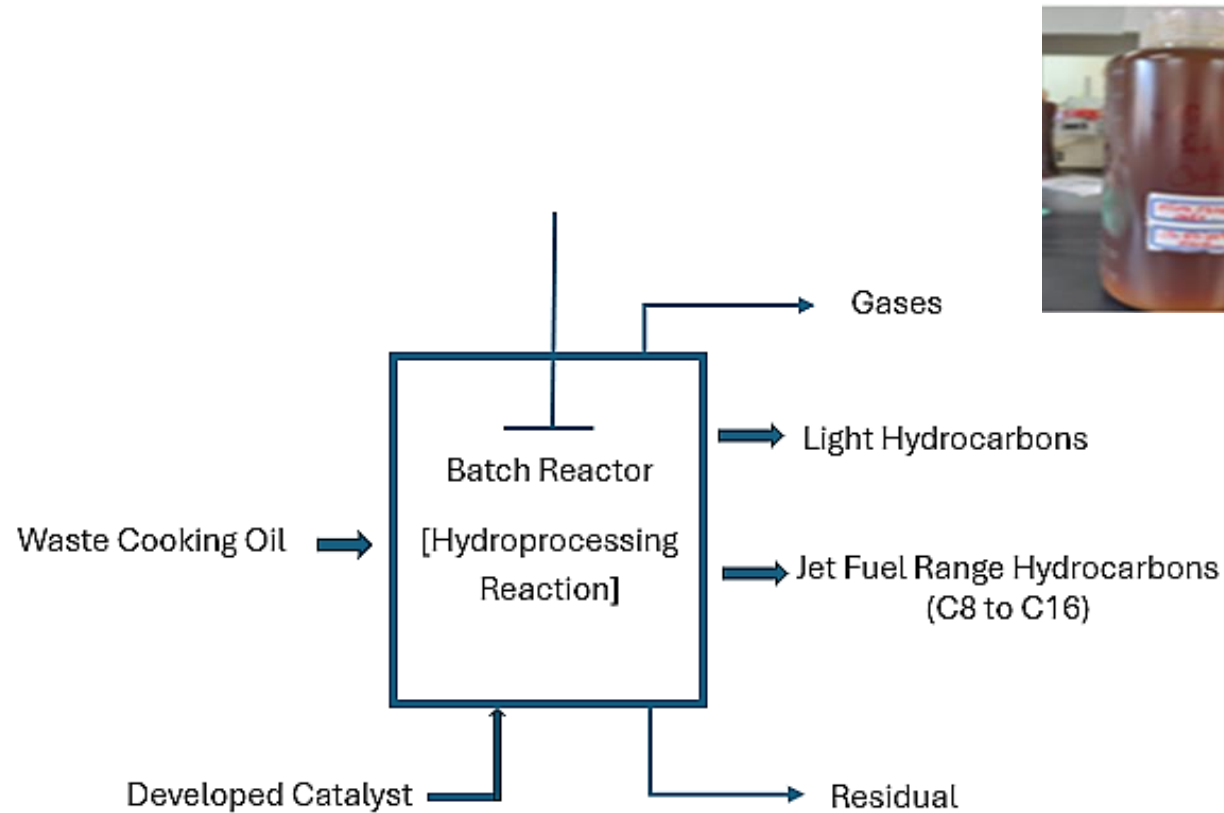 Gases
Light Hydrocarbons
Batch Reactor
Waste Cooking Oil
[Hydroprocessing
Reaction]
Jet Fuel Range Hydrocarbons
(C8 to C16)
Developed Catalyst
Residual